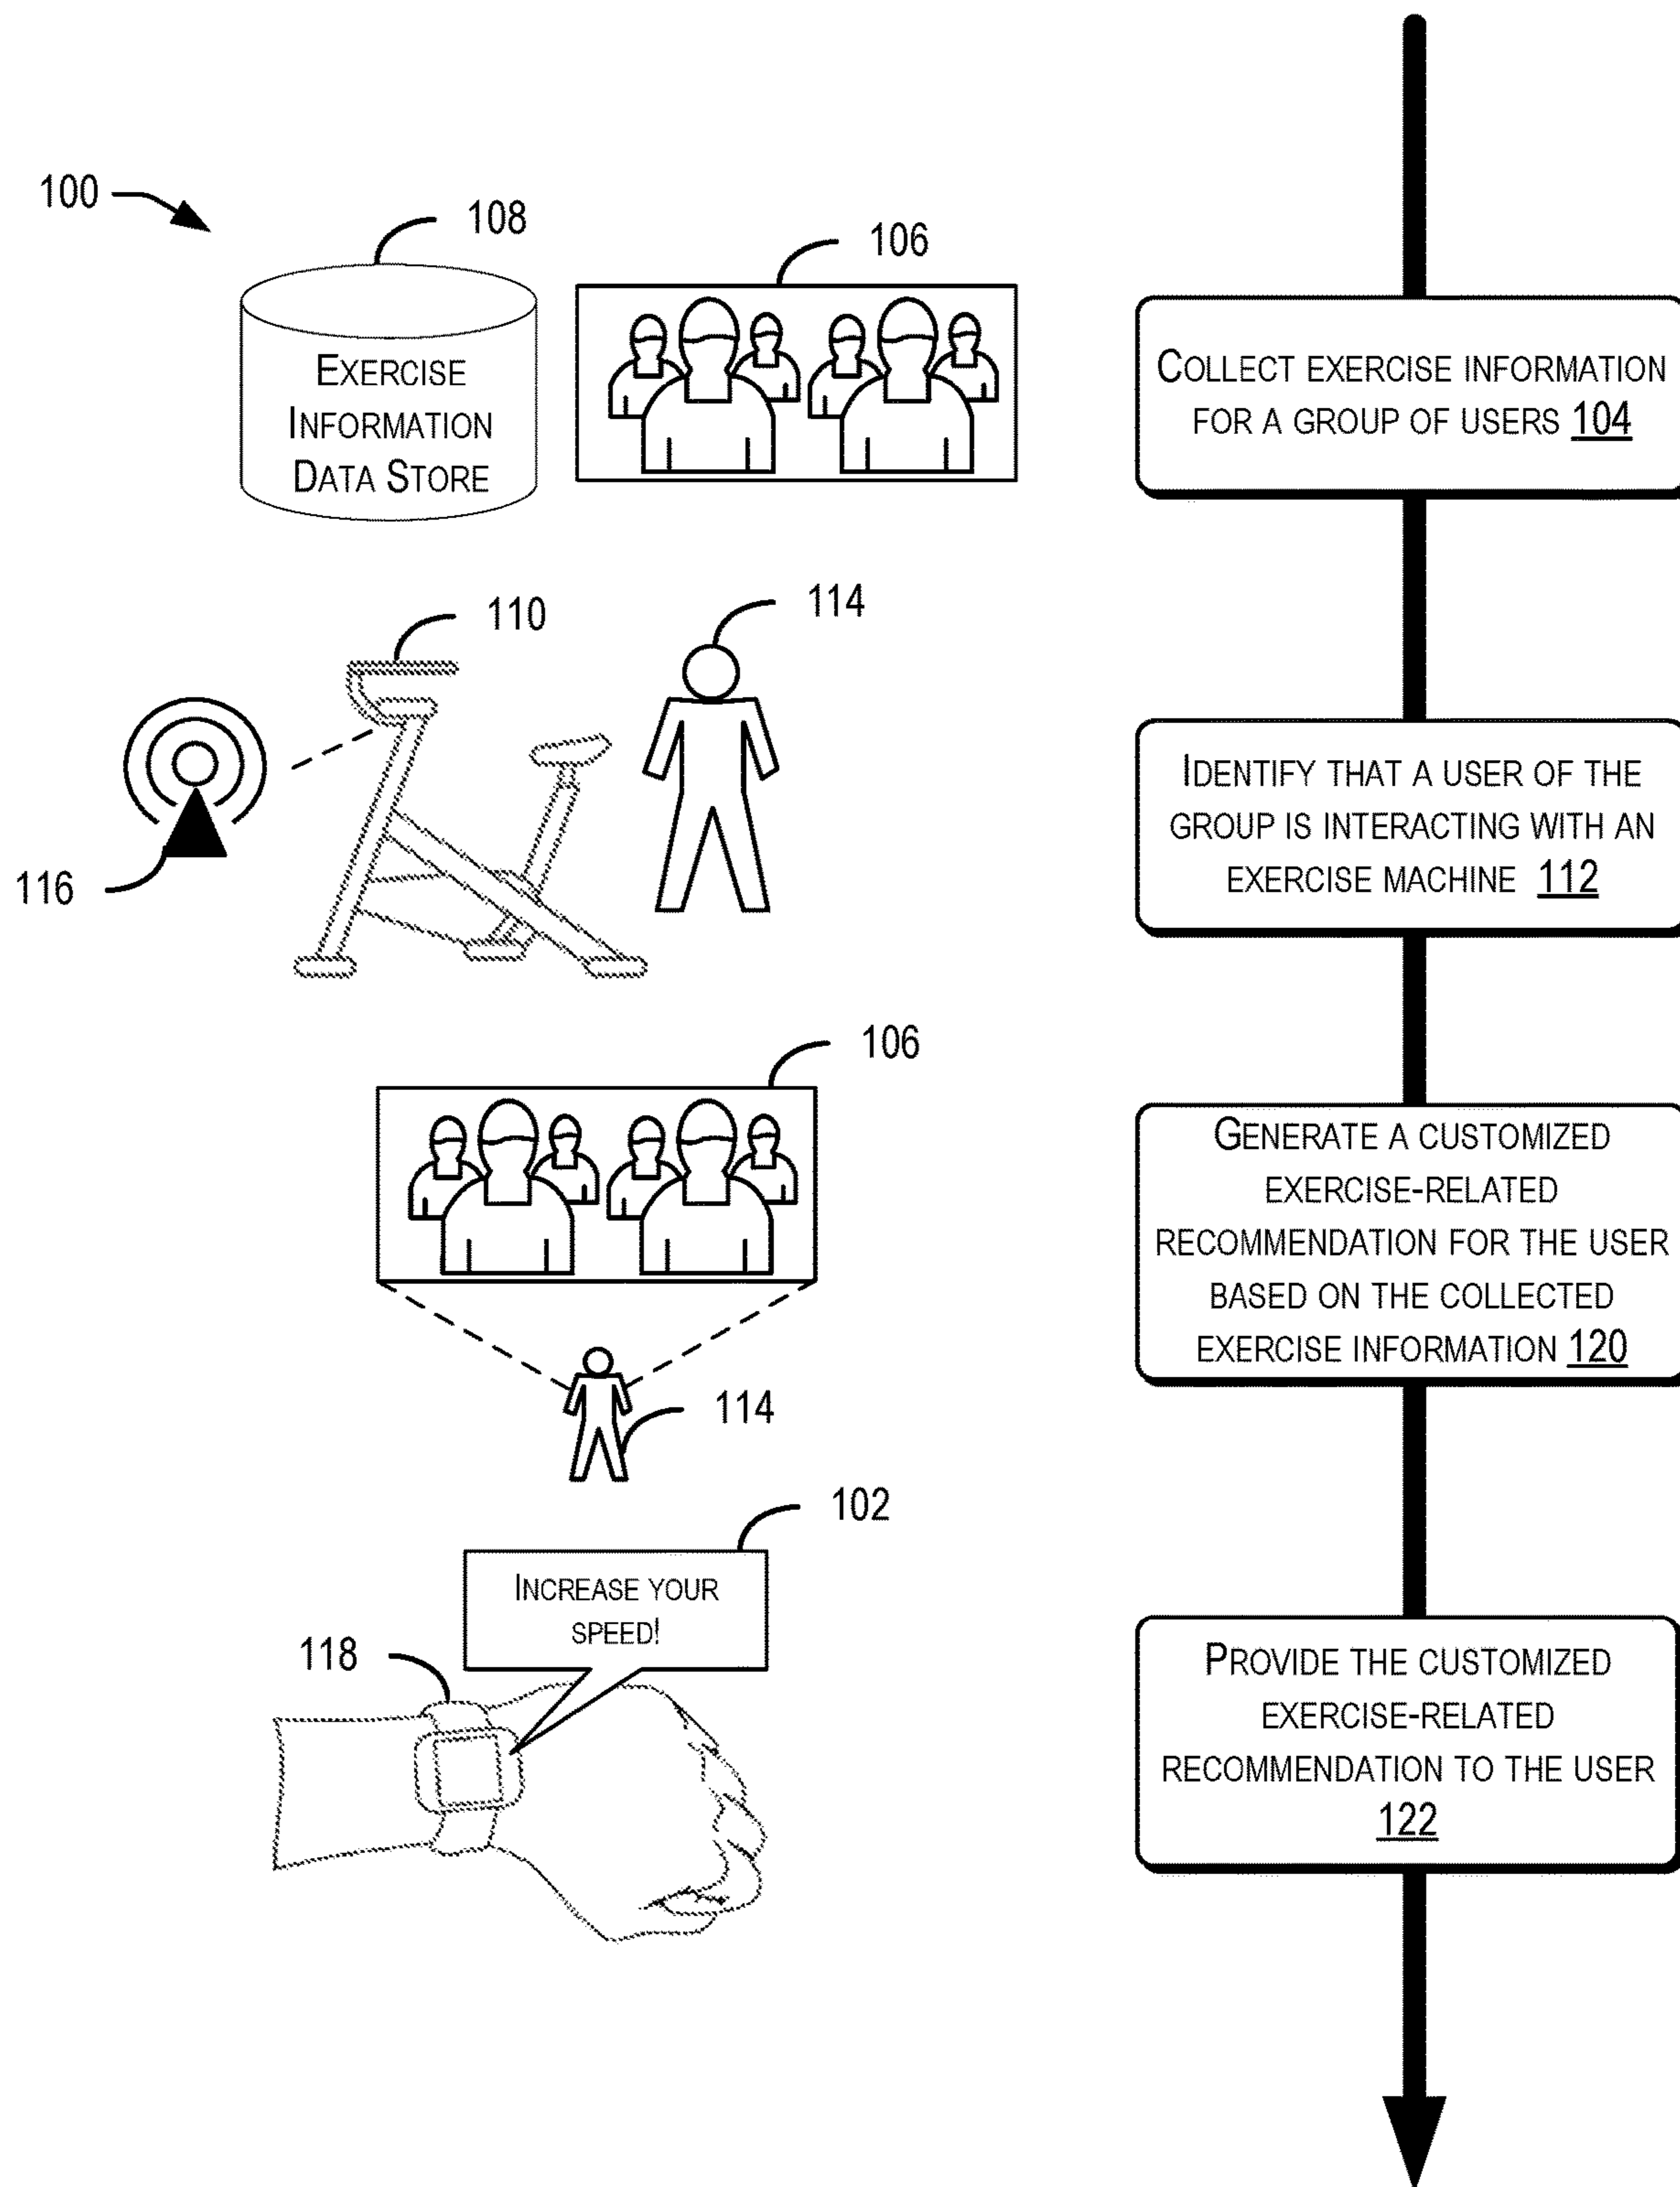 100
108
106
EXERCISE
INFORMATION
DATA STORE
COLLECT EXERCISE INFORMATION
FOR A GROUP OF USERS 104
110
114
116
IDENTIFY THAT A USER OF THE
GROUP IS INTERACTING WITH AN
EXERCISE MACHINE 112
106
114
GENERATE A CUSTOMIZED
EXERCISE-RELATED
RECOMMENDATION FOR THE USER
BASED ON THE COLLECTED
EXERCISE INFORMATION 120
102
INCREASE YOUR
SPEED!
118
PROVIDE THE CUSTOMIZED
EXERCISE-RELATED
RECOMMENDATION TO THE USER
122